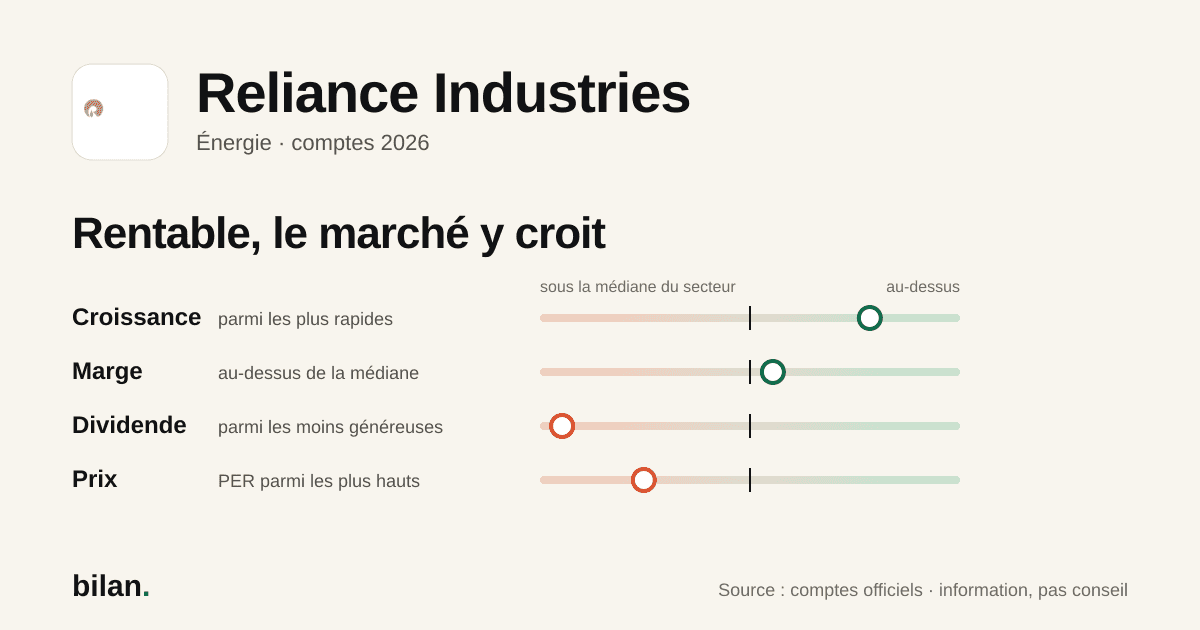 Reliance Industries
Énergie · comptes 2026
Rentable, le marché y croit
sous la médiane du secteur au-dessus
Croissance parmi les plus rapides
Marge au-dessus de la médiane
Dividende parmi les moins généreuses
Prix PER parmi les plus hauts
bilan.
Source : comptes officiels · information, pas conseil